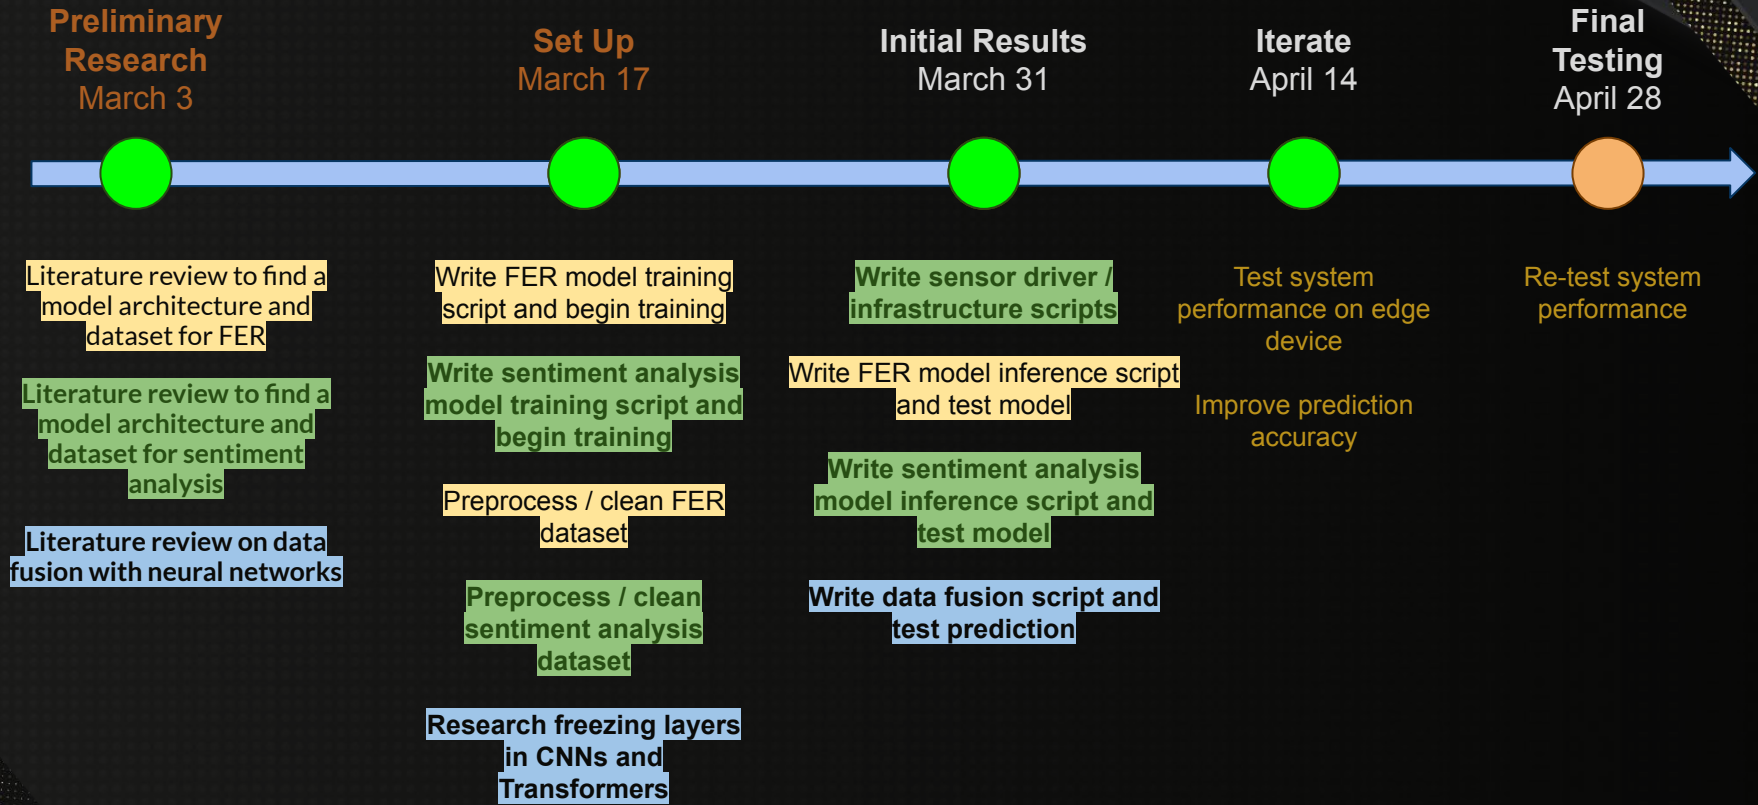 Preliminary
Research
March 3
Set Up
March 17
Initial Results
March 31
Iterate
April 14
Final
Testing
April 28
Literature review to find a
model architecture and
dataset for FER
Literature review to find a
model architecture and
dataset for sentiment
analysis
Literature review on data
fusion with neural networks
Write FER model training
script and begin training
Write sentiment analysis
model training script and
begin training
Preprocess / clean FER
dataset
Preprocess / clean
sentiment analysis
dataset
Research freezing layers
in CNNs and
Transformers
Write sensor driver /
infrastructure scripts
Write FER model inference script
and test model
Write sentiment analysis
model inference script and
test model
Write data fusion script and
test prediction
Test system
performance on edge
device
Improve prediction
accuracy
Re-test system
performance